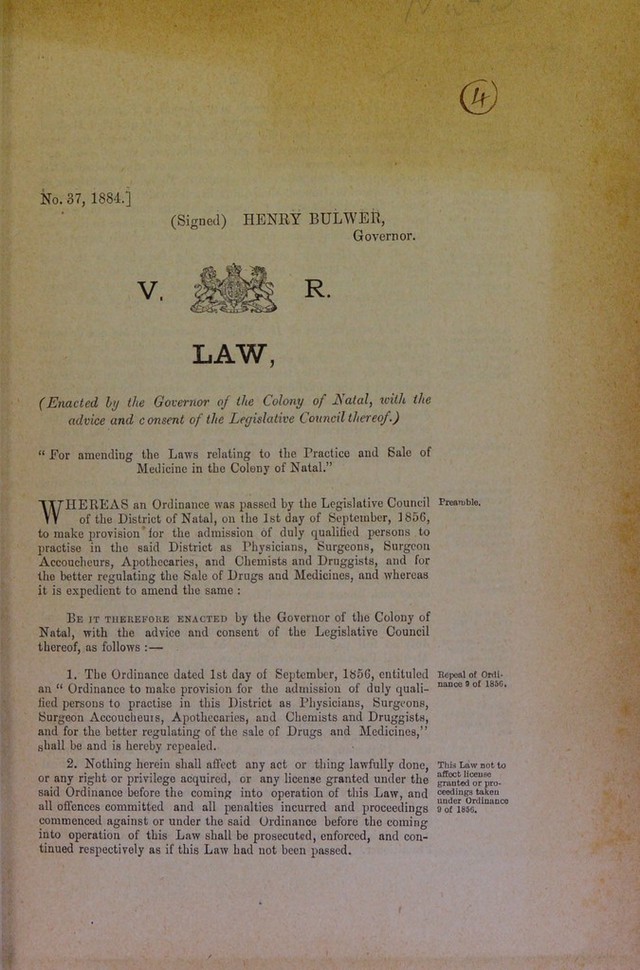 4
No. 37, 1884.]
(Signed) HENRY BULWER,
Governor.
V. R.
LAW,
(Enacted by the Governor of the Colony of Natal, with the
advice and consent of the Legislative Council thereof.)
“ For amending the Laws relating to the Practice and Sale of
Medicine in the Colony of Natal.”
WHEREAS an Ordinance was passed by the Legislative Council
of the District of Natal, on the 1st day of September, 1856,
to make provision for the admission of duly qualified persons to
practise in the said District as Physicians, Surgeons, Surgeon
Accoucheurs, Apothecaries, and Chemists and Druggists, and for
the better regulating the Sale of Drugs and Medicines, and whereas
it is expedient to amend the same :
Preamble.
BE IT THEREFORE ENACTED by the Governor of the Colony of
Natal, with the advice and consent of the Legislative Council
thereof, as follows :—
1. The Ordinance dated 1st day of September, 1856, entituled
an “ Ordinance to make provision for the admission of duly quali-
fied persons to practise in this District as Physicians, Surgeons,
Surgeon Accoucheurs, Apothecaries, and Chemists and Druggists,
and for the better regulating of the sale of Drugs and Medicines,”
shall be and is hereby repealed.
Repeal of Ordi-
nance 9 of 1856.
2. Nothing herein shall affect any act or thing lawfully done,
or any right or privilege acquired, or any license granted under the
said Ordinance before the coming into operation of this Law, and
all offences committed and all penalties incurred and proceedings
commenced against or under the said Ordinance before the coming
into operation of this Law shall be prosecuted, enforced, and con-
tinued respectively as if this Law had not been passed.
This Law not to
affect license
granted or pro-
ceedings taken
under Ordinance
9 of 1856.